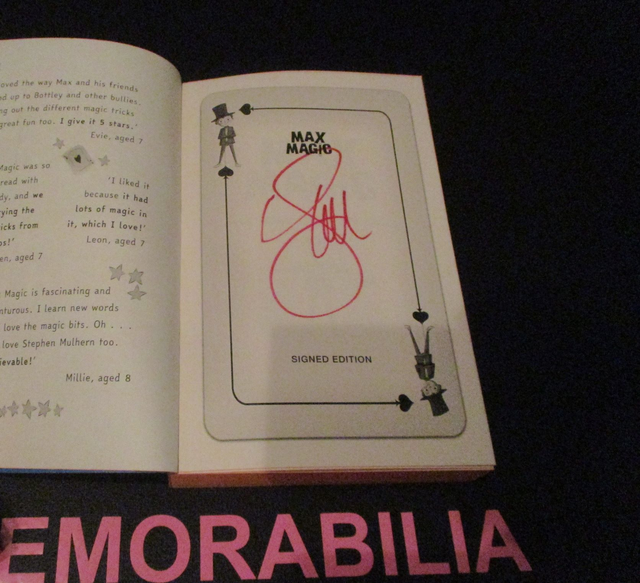 oved the way Max and his friends
nd up to Bottley and other bullies.
ng out the different magic tricks
great fun too. I give it 5 stars.'
Evie, aged 7
Magic was so
read with
dy, and we
ying the
icks from
os!'
en, aged 7
'I liked it
because it had
lots of magic in
it, which I love!'
Leon, aged 7
Magic is fascinating and
nturous. I learn new words
love the magic bits. Oh . . .
love Stephen Mulhern too.
ievable!'
Millie, aged 8
MAX
MAGIC
SIGNED EDITION
EMORABILIA